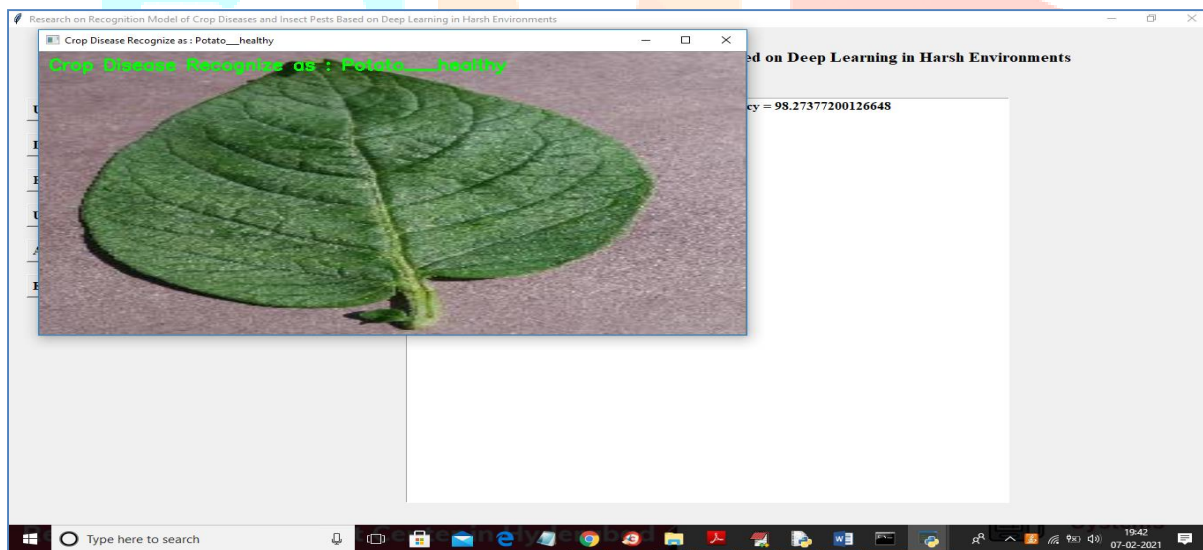 Research on Recognition Model of Crop Diseases and Insect Pests Based on Deep Learning in Harsh Environments
Crop Disease Recognize as : Potato___healthy
Crop Disease Recognize as : Potato___healthy
ed on Deep Learning in Harsh Environments
cy = 98.27377200126648
Type here to search
19:42
07-02-2021